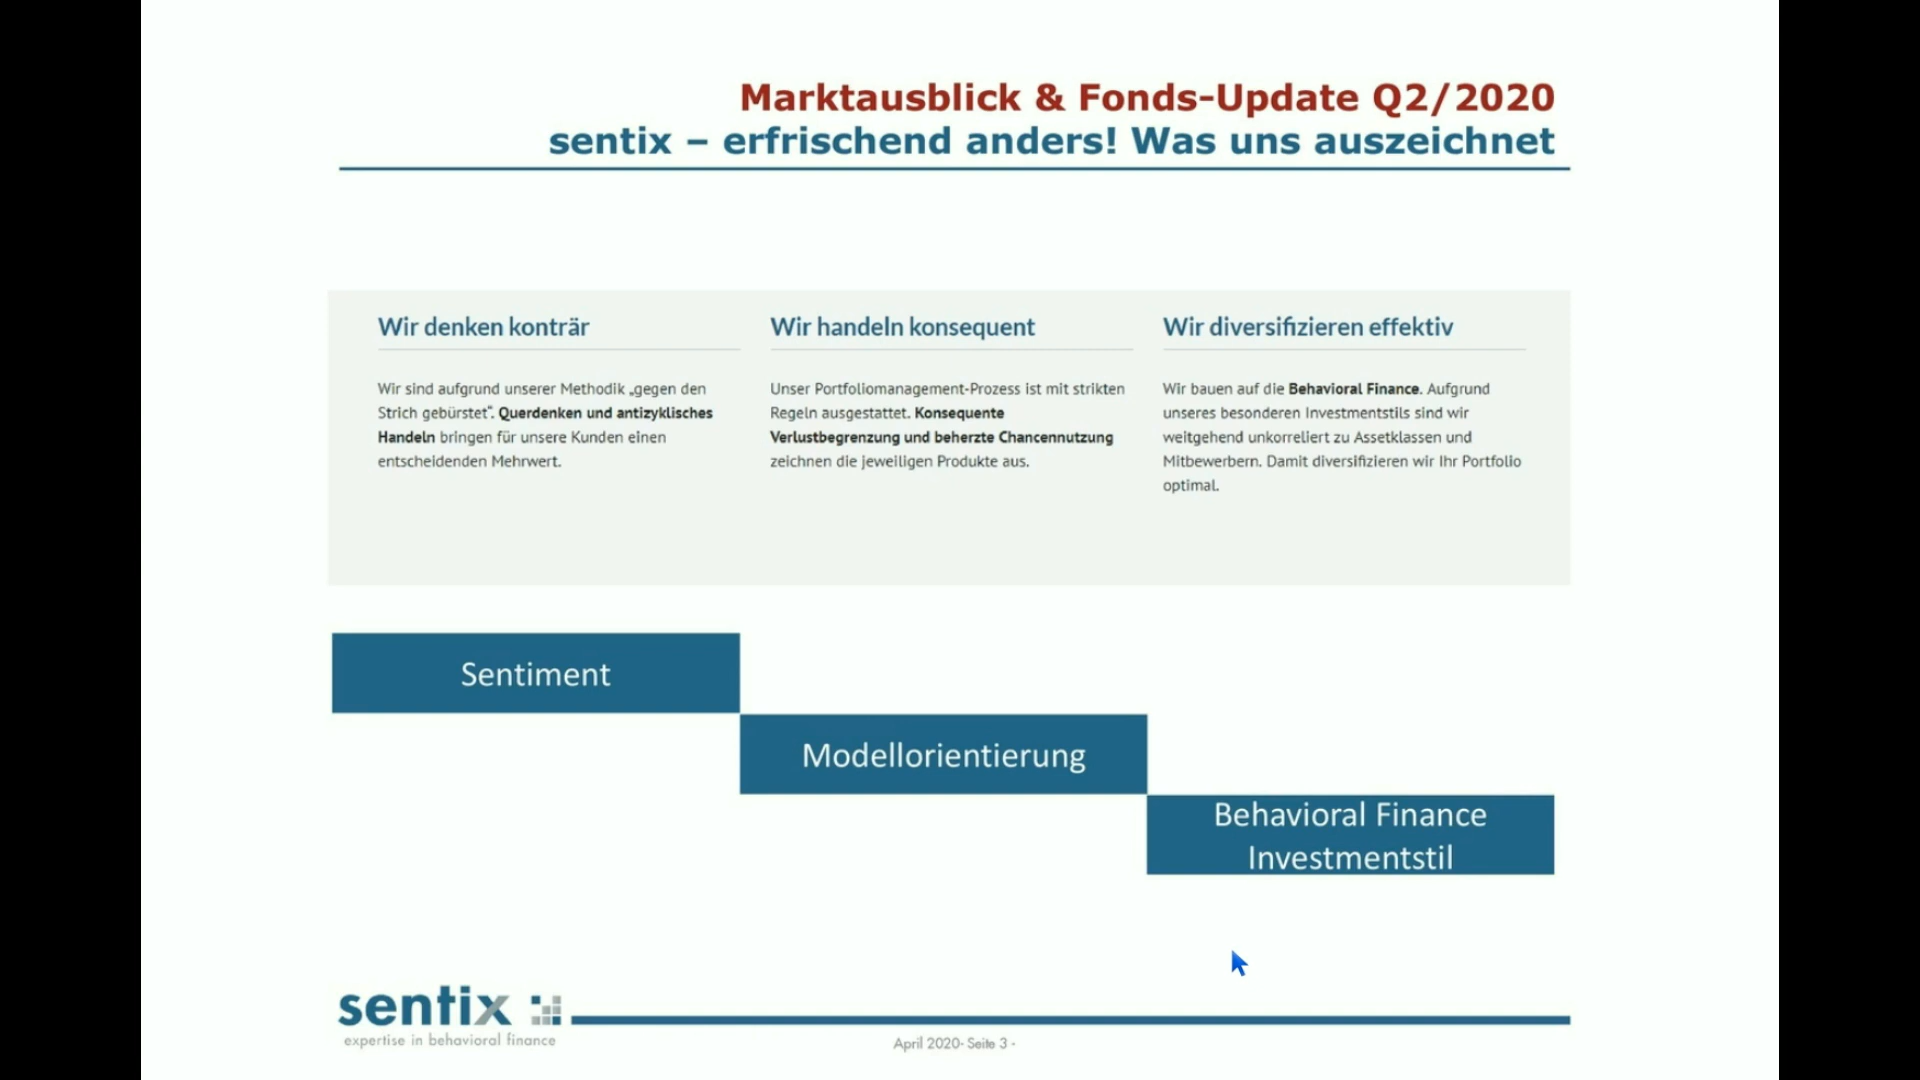 Marktausblick & Fonds-Update Q2/2020
sentix – erfrischend anders! Was uns auszeichnet
Wir denken konträr
Wir sind aufgrund unserer Methodik „gegen den
Strich gebürstet“. Querdenken und antizyklisches
Handeln bringen für unsere Kunden einen
entscheidenden Mehrwert.
Wir handeln konsequent
Unser Portfoliomanagement-Prozess ist mit strikten
Regeln ausgestattet. Konsequente
Verlustbegrenzung und beherzte Chancennutzung
zeichnen die jeweiligen Produkte aus.
Wir diversifizieren effektiv
Wir bauen auf die Behavioral Finance. Aufgrund
unseres besonderen Investmentstils sind wir
weitgehend unkorreliert zu Assetklassen und
Mitbewerbern. Damit diversifizieren wir Ihr Portfolio
optimal.
Sentiment
Modellorientierung
Behavioral Finance
Investmentstil
sentix
expertise in behavioral finance
April 2020- Seite 3 -